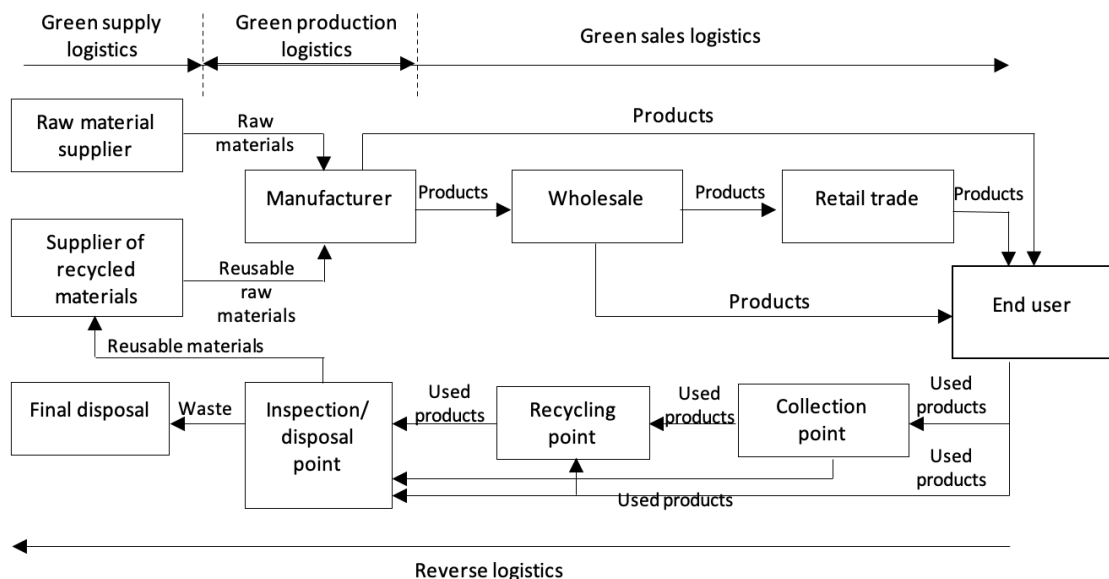 Green supply
logistics
Green production
logistics
Green sales logistics
Raw material
supplier
Raw
materials
Products
Manufacturer
Products
Wholesale
Products
Retail trade
Products
Supplier of
recycled
materials
Reusable
raw
materials
Products
End user
Reusable materials
Final disposal
Waste
Inspection/
disposal
point
Used
products
Recycling
point
Used
products
Collection
point
Used
products
Used
products
Used products
Reverse logistics